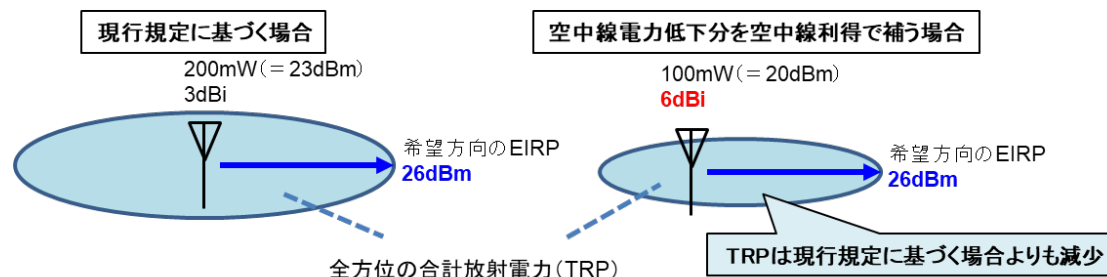 現行規定に基づく場合
200mW(＝23dBm)
3dBi
希望方向のEIRP
26dBm
空中線電力低下分を空中線利得で補う場合
100mW(＝20dBm)
6dBi
希望方向のEIRP
26dBm
全方位の合計放射電力(TRP)
TRPは現行規定に基づく場合よりも減少